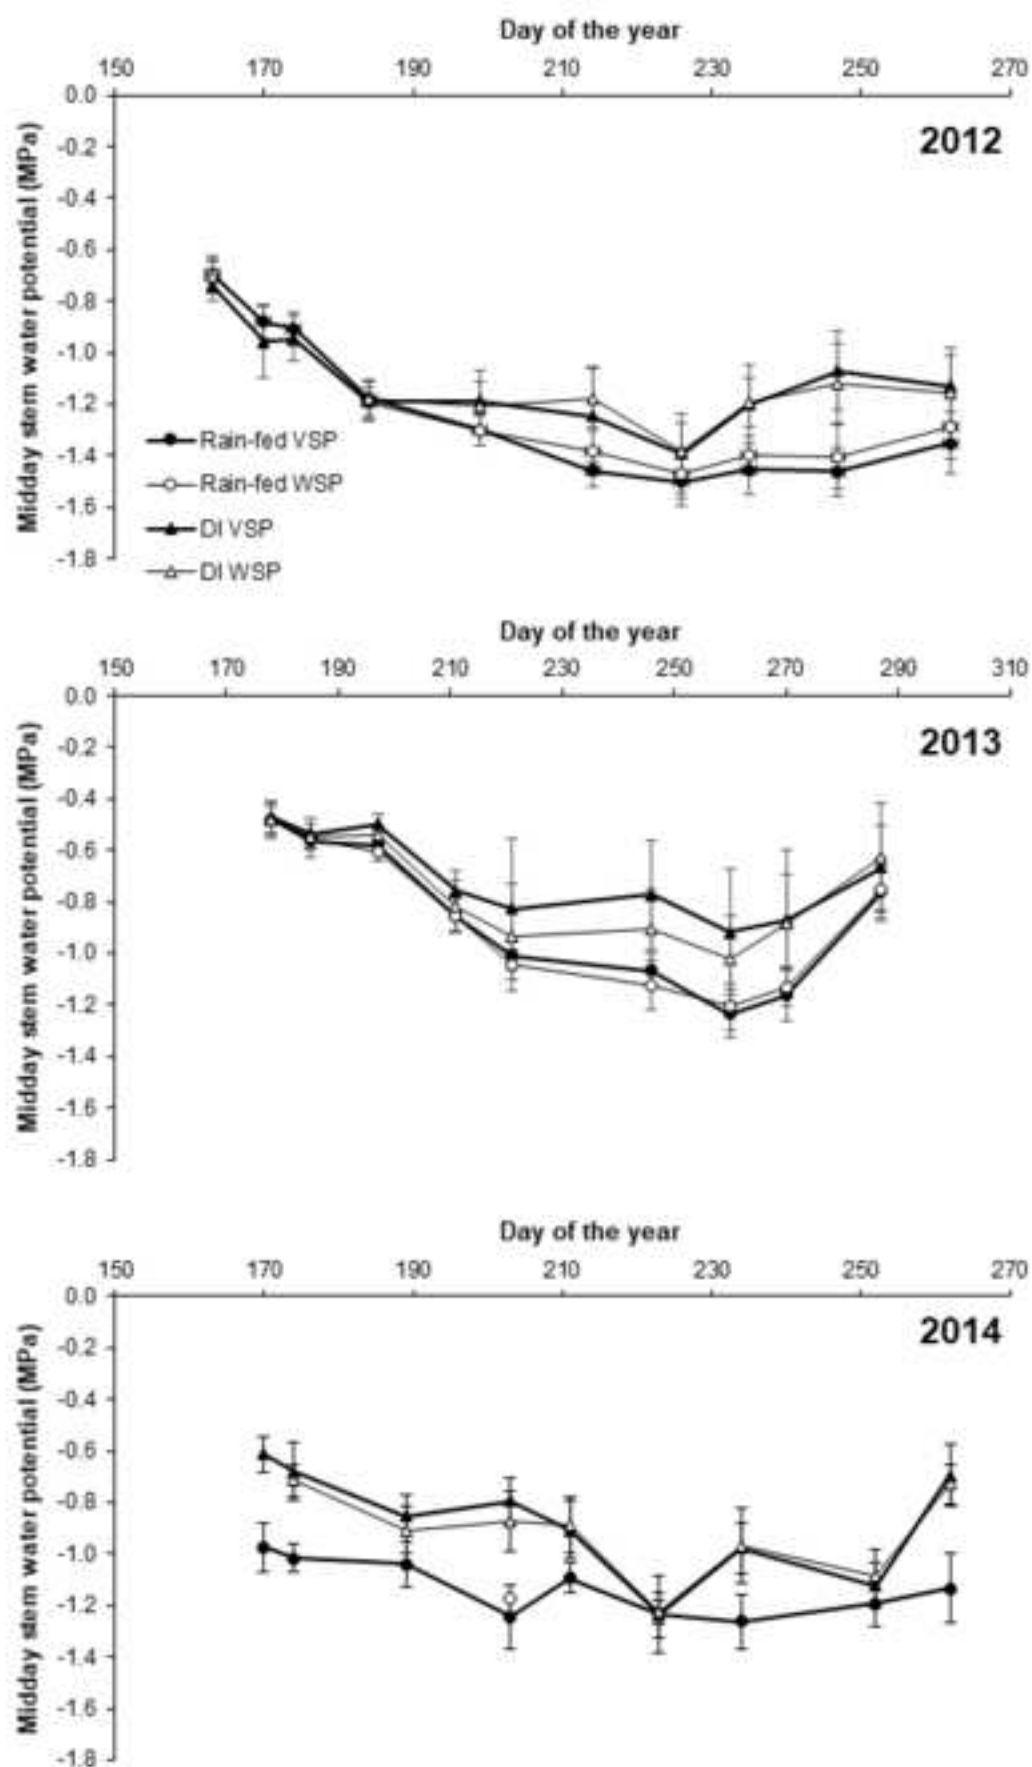 Day of the year
150 170 190 210 230 250 270
0.0
2012
-0.2
-0.4
-0.6
-0.8
-1.0
-1.2
-1.4
-1.6
-1.8
Midday stem water potential (MPa)
Rain-fed VSP
Rain-fed WSP
DI VSP
DI WSP
Day of the year
150 170 190 210 230 250 270 290 310
0.0
2013
-0.2
-0.4
-0.6
-0.8
-1.0
-1.2
-1.4
-1.6
-1.8
Midday stem water potential (MPa)
Day of the year
150 170 190 210 230 250 270
0.0
2014
-0.2
-0.4
-0.6
-0.8
-1.0
-1.2
-1.4
-1.6
-1.8
Midday stem water potential (MPa)